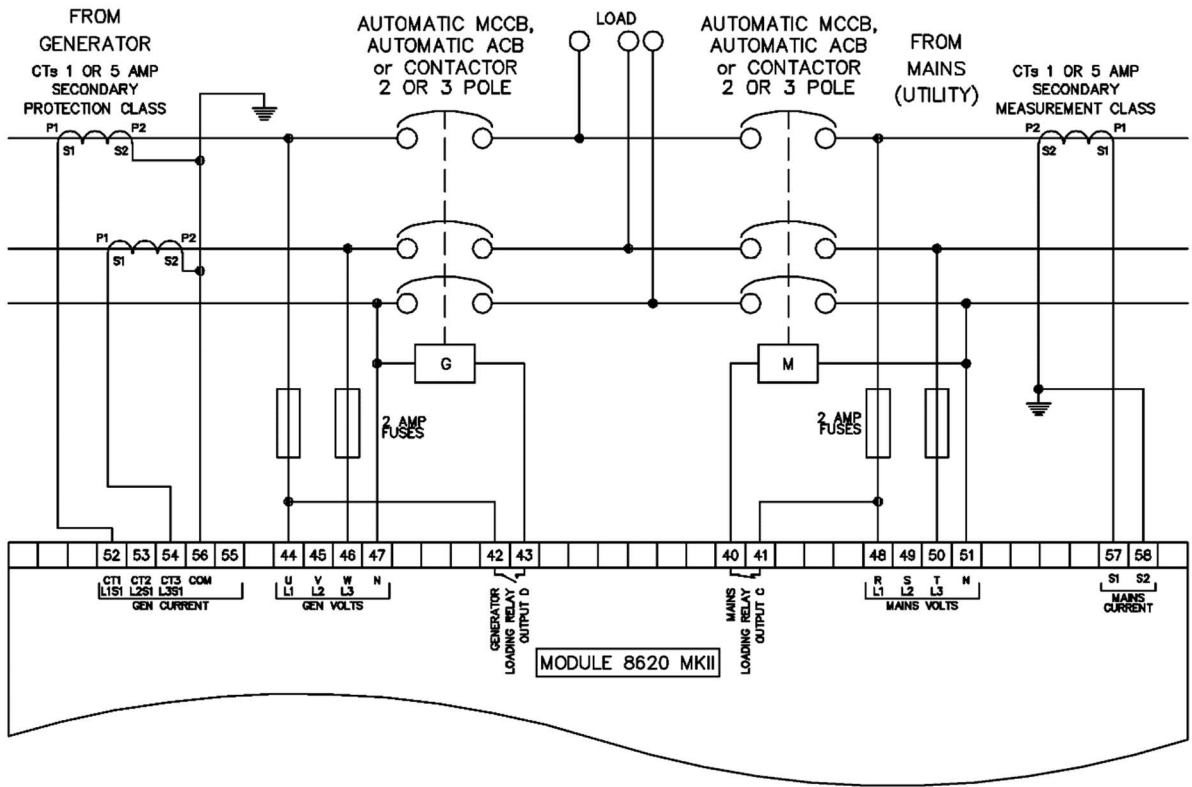 FROM
GENERATOR
CTs 1 OR 5 AMP
SECONDARY
PROTECTION CLASS
AUTOMATIC MCCB,
AUTOMATIC ACB
or CONTACTOR
2 OR 3 POLE
LOAD
AUTOMATIC MCCB,
AUTOMATIC ACB
or CONTACTOR
2 OR 3 POLE
FROM
MAINS
(UTILITY)
CTs 1 OR 5 AMP
SECONDARY
MEASUREMENT CLASS
P1 P2
S1 S2
P2 P1
S2 S1
P1 P2
S1 S2
G
M
2 AMP
FUSES
2 AMP
FUSES
52 53 54 56 55 44 45 46 47 42 43 40 41 48 49 50 51 57 58
CT1 CT2 CT3 COM
L1S1 L2S1 L3S1
GEN CURRENT
U V W N
L1 L2 L3
GEN VOLTS
GENERATOR
LOADING RELAY
OUTPUT D
MAINS
LOADING RELAY
OUTPUT C
R S T N
L1 L2 L3
MAINS VOLTS
S1 S2
MAINS
CURRENT
MODULE 8620 MKII